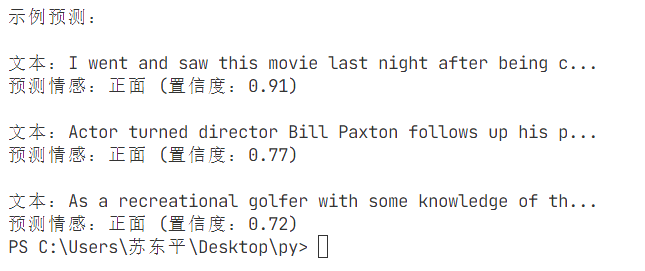 示例预测：
文本：I went and saw this movie last night after being c...
预测情感：正面 (置信度：0.91)
文本：Actor turned director Bill Paxton follows up his p...
预测情感：正面 (置信度：0.77)
文本：As a recreational golfer with some knowledge of th...
预测情感：正面 (置信度：0.72)
PS C:\Users\苏东平\Desktop\py>